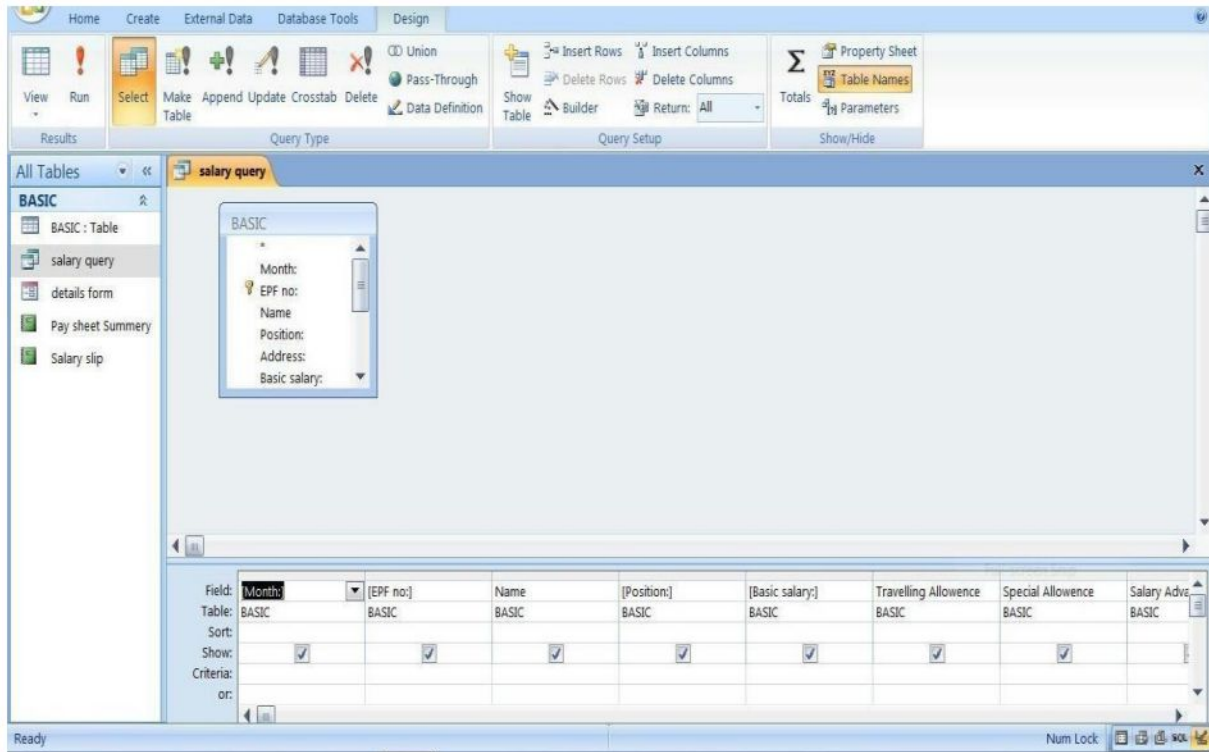 Home Create External Data Database Tools Design
View Run Select Make Table Append Update Crosstab Delete
Union
Pass-Through
Data Definition
Show Table
Insert Rows Insert Columns
Delete Rows Delete Columns
Builder Return: All
Totals
Property Sheet
Table Names
Parameters
Results Query Type Query Setup Show/Hide
All Tables
BASIC
BASIC : Table
salary query
details form
Pay sheet Summery
Salary slip
salary query
BASIC
*
Month:
EPF no:
Name
Position:
Address:
Basic salary:
Field: [Month:] [EPF no:] Name [Position:] [Basic salary:] Travelling Allowence Special Allowence Salary Adva
Table: BASIC BASIC BASIC BASIC BASIC BASIC BASIC BASIC
Sort:
Show:
Criteria:
or:
Ready Num Lock SQL